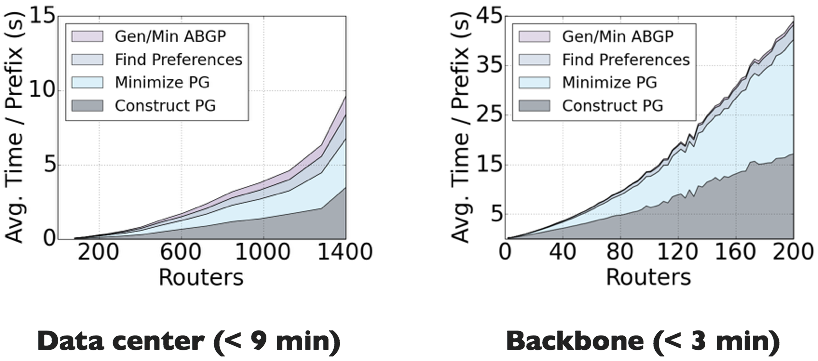 Avg. Time / Prefix (s)
15
10
5
0
Gen/Min ABGP
Find Preferences
Minimize PG
Construct PG
200 600 1000 1400
Routers
Data center (< 9 min)
Avg. Time / Prefix (s)
45
35
15
5
Gen/Min ABGP
Find Preferences
Minimize PG
Construct PG
0 40 80 120 160 200
Routers
Backbone (< 3 min)